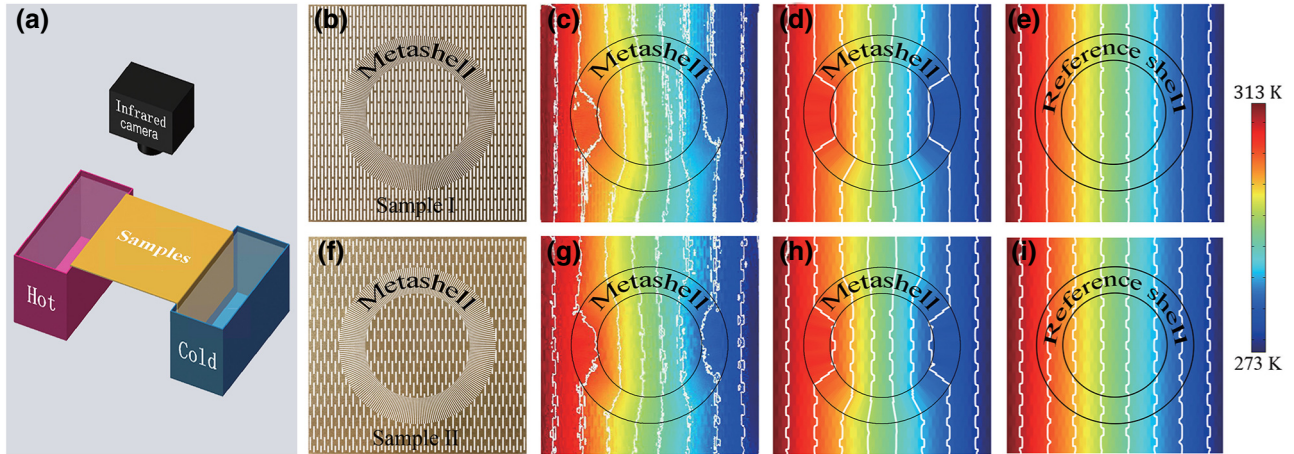 (a)
Infrared
camera
Samples
Hot
Cold
(b)
Metashell
Sample I
(c)
Metashell
(d)
Metashell
(e)
Reference shell
313 K
273 K
(f)
Metashell
Sample II
(g)
Metashell
(h)
Metashell
(i)
Reference shell